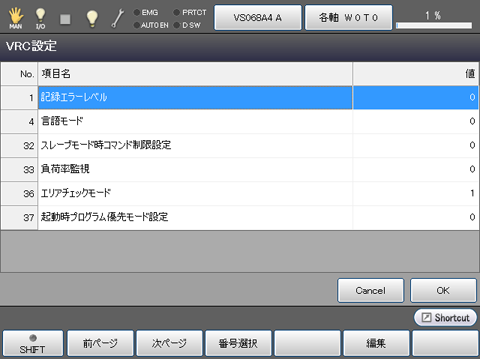 MAN I/O EMG PRTCT VS068A4 A 各軸 W 0 T 0 1 %
AUTO EN D SW
VRC設定
No. 項目名 値
1 記録エラーレベル 0
4 言語モード 0
32 スレーブモード時コマンド制限設定 0
33 負荷率監視 0
36 エリアチェックモード 1
37 起動時プログラム優先モード設定 0
Cancel OK
Shortcut
SHIFT 前ページ 次ページ 番号選択 編集